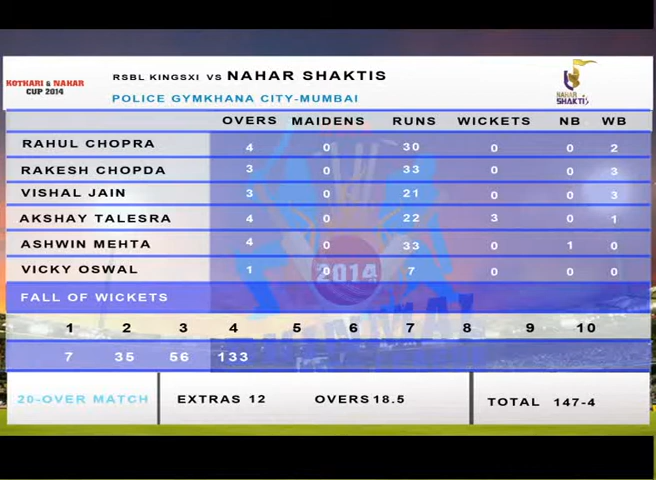 KOTHARI & NAHAR
CUP 2014
RSBL KINGSXI VS NAHAR SHAKTIS
POLICE GYMKHANA CITY-MUMBAI
NAHAR
SHAKTIS
OVERS MAIDENS RUNS WICKETS NB WB
RAHUL CHOPRA 4 0 30 0 0 2
RAKESH CHOPDA 3 0 33 0 0 3
VISHAL JAIN 3 0 21 0 0 3
AKSHAY TALESRA 4 0 22 3 0 1
ASHWIN MEHTA 4 0 33 0 1 0
VICKY OSWAL 1 0 7 0 0 0
2014
FALL OF WICKETS
1 2 3 4 5 6 7 8 9 10
7 35 56 133
20-OVER MATCH EXTRAS 12 OVERS 18.5 TOTAL 147-4